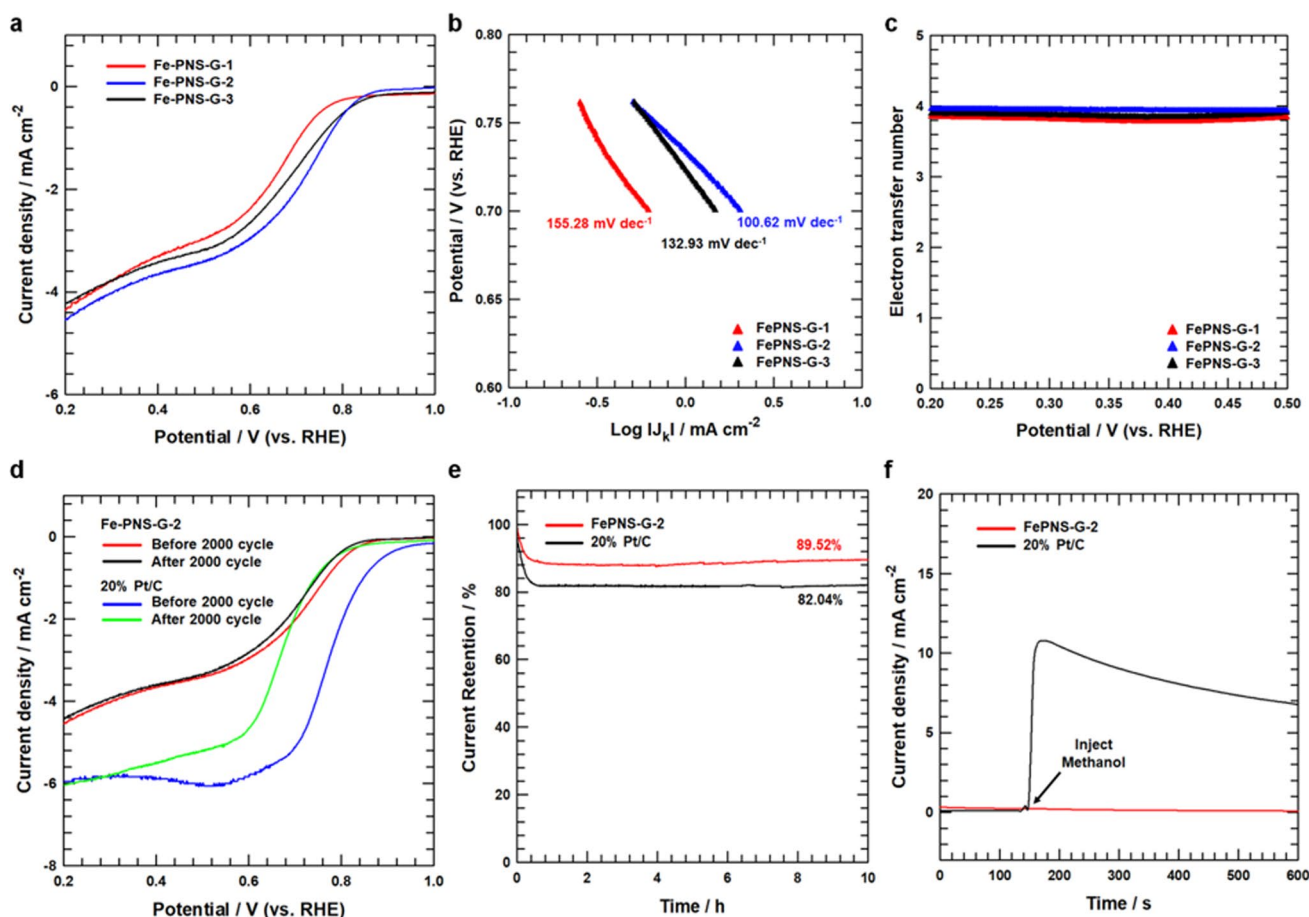 a
Fe-PNS-G-1
Fe-PNS-G-2
Fe-PNS-G-3
Current density / mA cm⁻²
0
-2
-4
-6
0.2 0.4 0.6 0.8 1.0
Potential / V (vs. RHE)
b
Potential / V (vs. RHE)
0.80
0.75
0.70
0.65
0.60
155.28 mV dec⁻¹
100.62 mV dec⁻¹
132.93 mV dec⁻¹
FePNS-G-1
FePNS-G-2
FePNS-G-3
-1.0 -0.5 0.0 0.5 1.0
Log |Jₖ| / mA cm⁻²
c
Electron transfer number
5
4
3
2
1
0
FePNS-G-1
FePNS-G-2
FePNS-G-3
0.20 0.25 0.30 0.35 0.40 0.45 0.50
Potential / V (vs. RHE)
d
Fe-PNS-G-2
Before 2000 cycle
After 2000 cycle
20% Pt/C
Before 2000 cycle
After 2000 cycle
Current density / mA cm⁻²
0
-2
-4
-6
-8
0.2 0.4 0.6 0.8 1.0
Potential / V (vs. RHE)
e
FePNS-G-2
20% Pt/C
Current Retention / %
100
80
60
40
20
0
89.52%
82.04%
0 2 4 6 8 10
Time / h
f
FePNS-G-2
20% Pt/C
Current density / mA cm⁻²
20
15
10
5
0
Inject
Methanol
0 100 200 300 400 500 600
Time / s